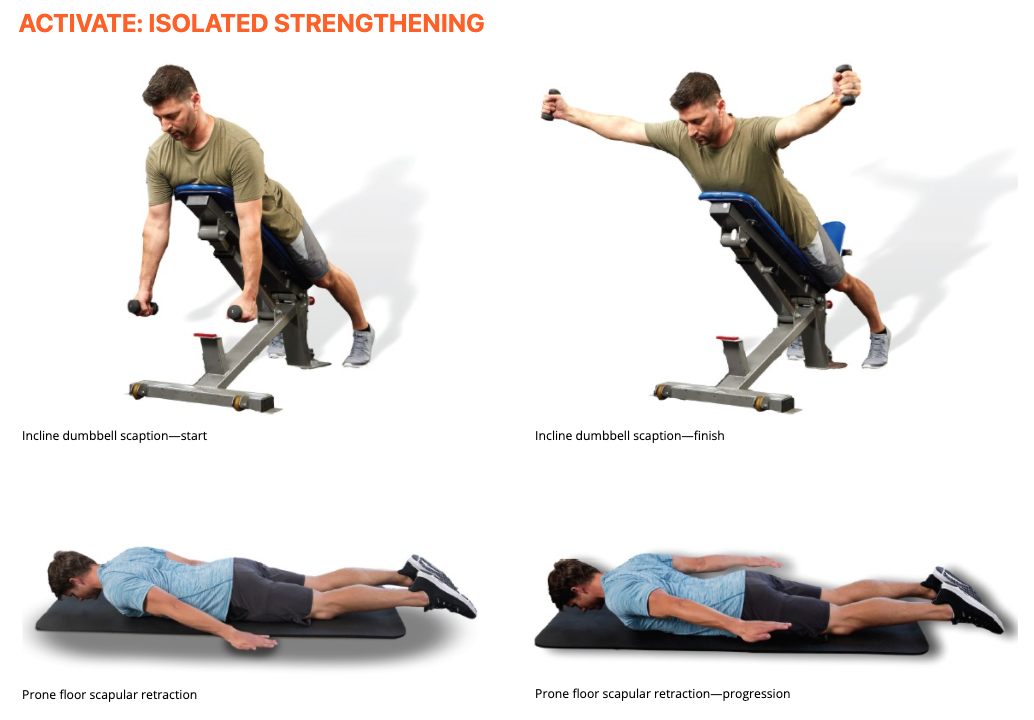 ACTIVATE: ISOLATED STRENGTHENING
Incline dumbbell scaption—start
Incline dumbbell scaption—finish
Prone floor scapular retraction
Prone floor scapular retraction—progression